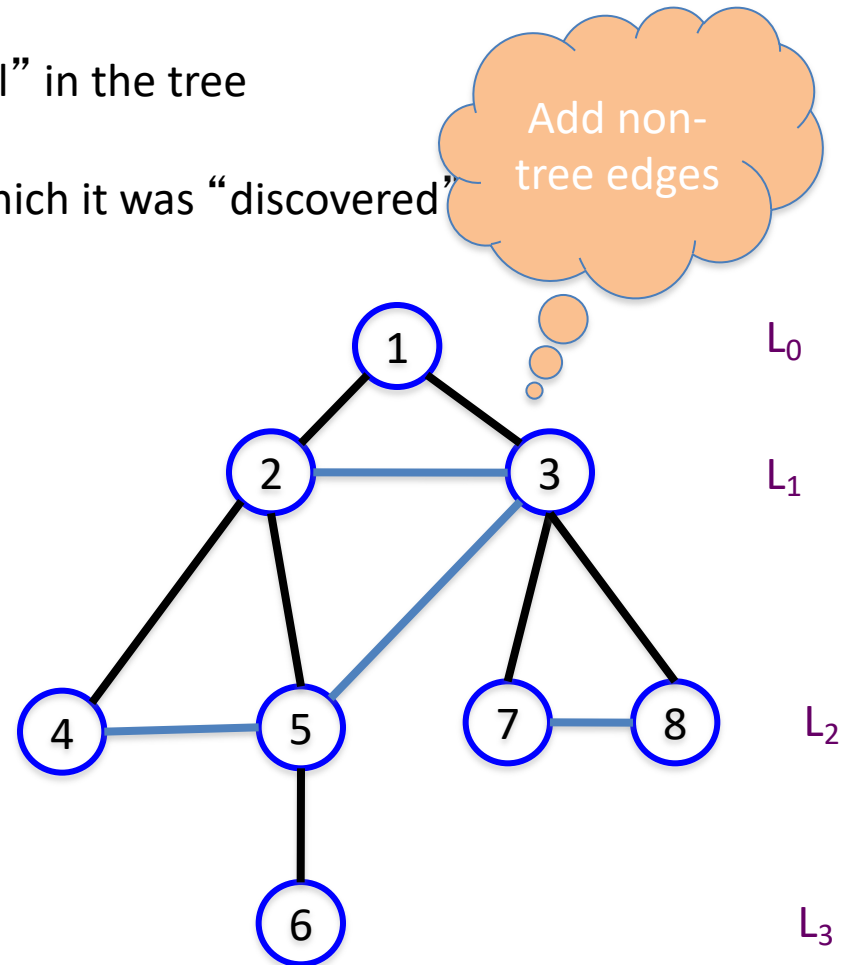 l” in the tree
Add non-
tree edges
hich it was “discovered”
1
L₀
2
3
L₁
4
5
7
8
L₂
6
L₃